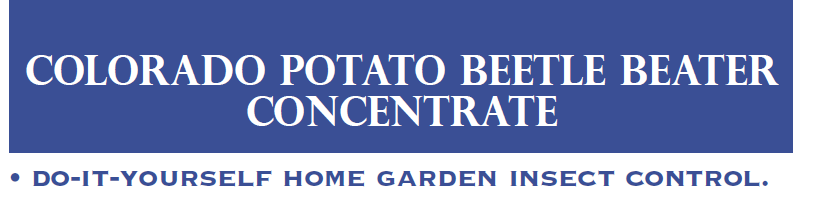 COLORADO POTATO BEETLE BEATER
CONCENTRATE
• DO-IT-YOURSELF HOME GARDEN INSECT CONTROL.